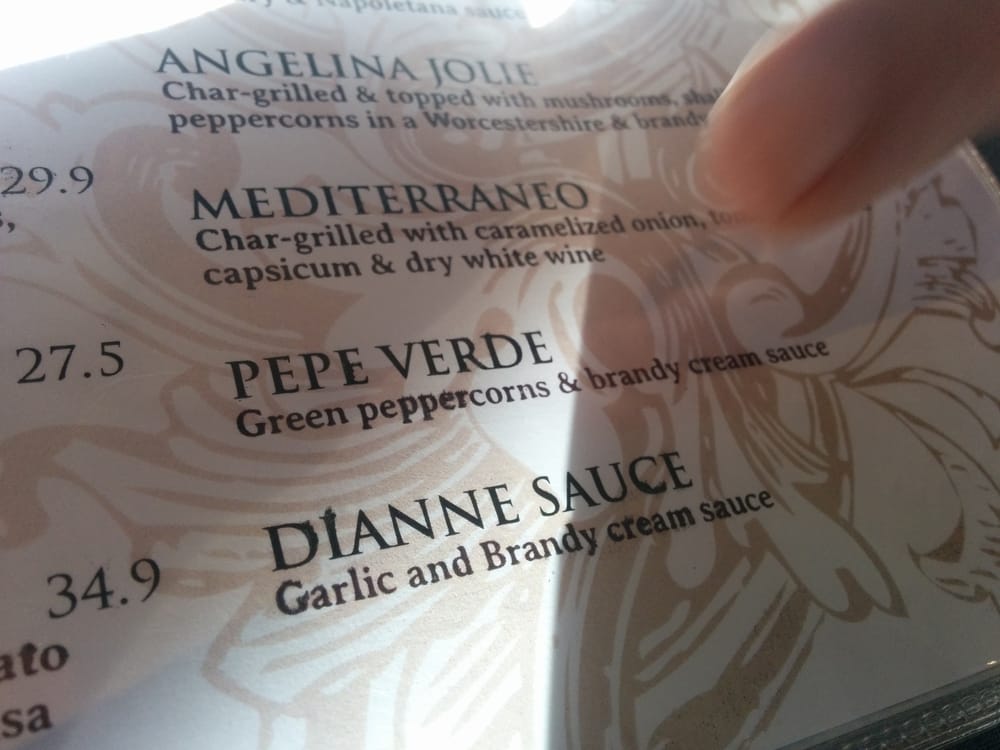 Napoletana sauce
ANGELINA JOLIE
Char-grilled & topped with mushrooms,
peppercorns in a Worcestershire & brandy
29.9
MEDITERRANEO
Char-grilled with caramelized onion,
capsicum & dry white wine
27.5
PEPE VERDE
Green peppercorns & brandy cream sauce
34.9
DIANNE SAUCE
Garlic and Brandy cream sauce